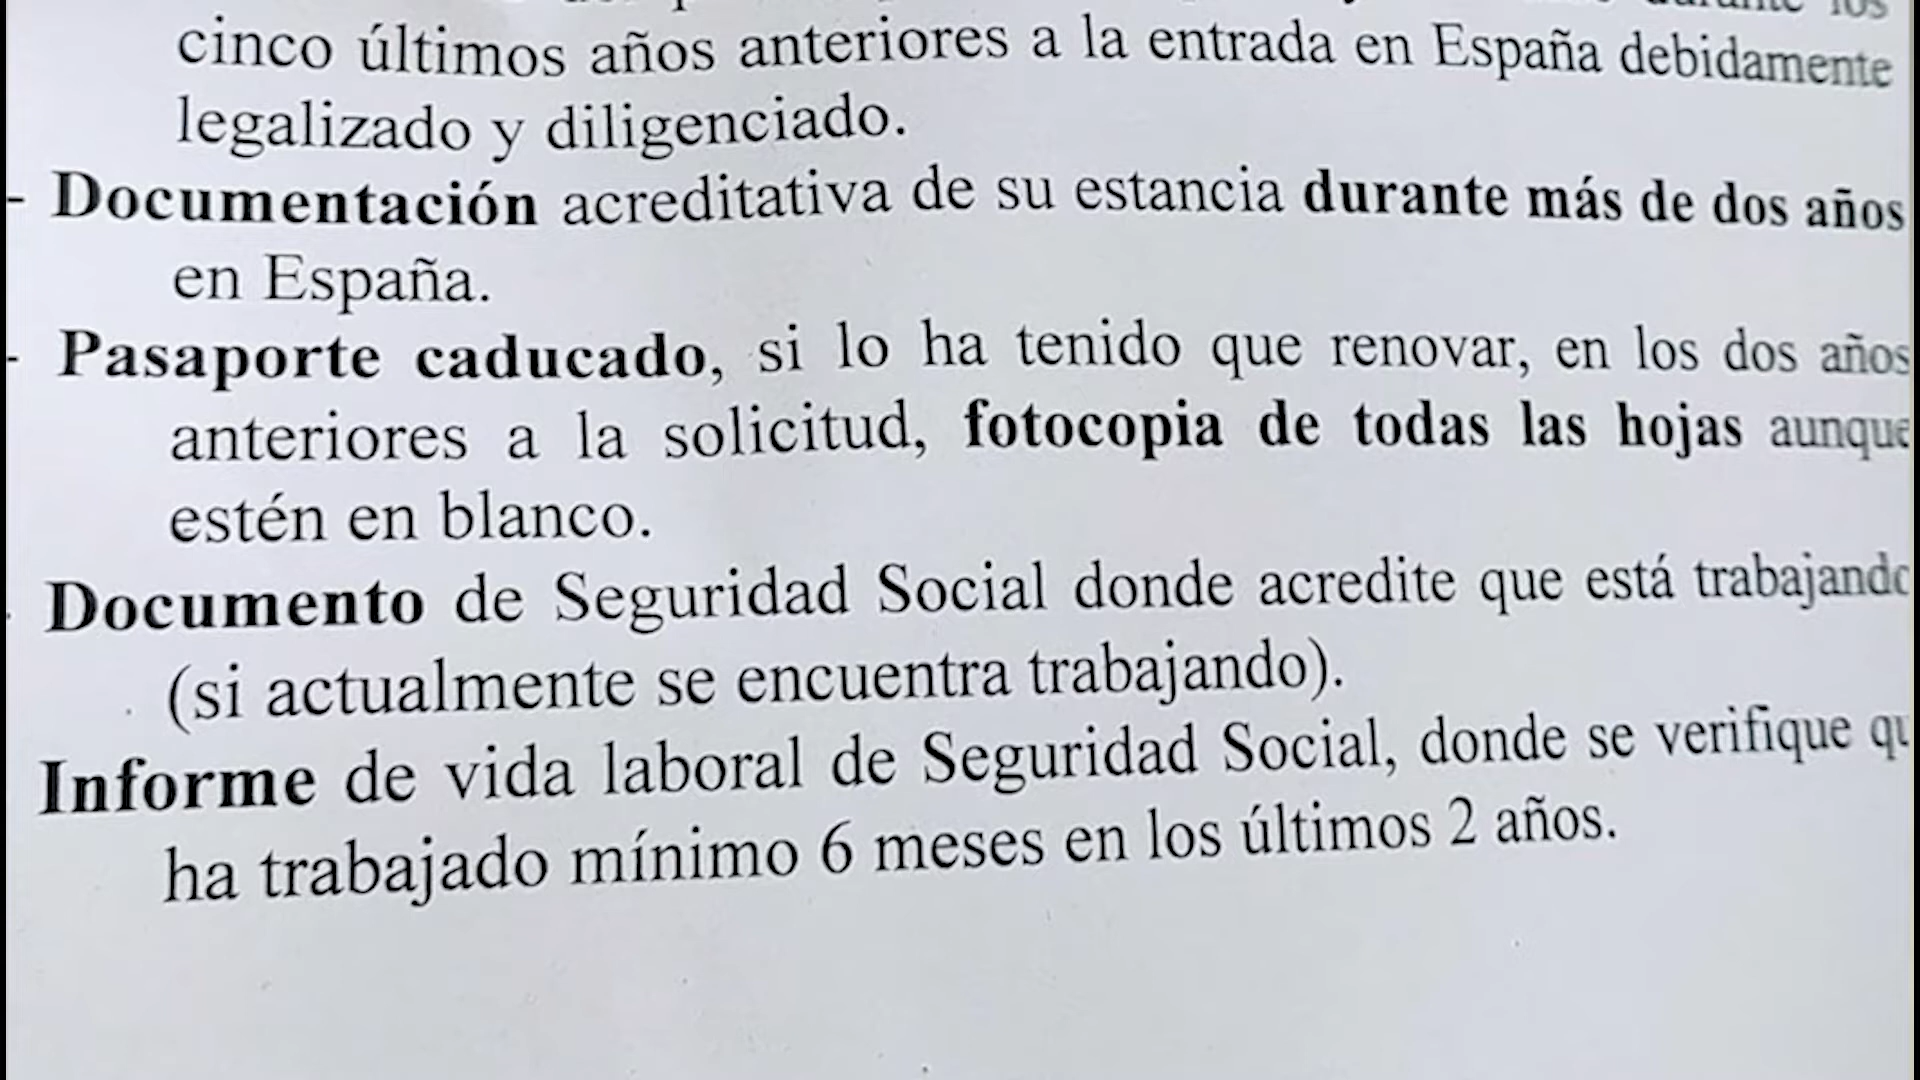 durante los
cinco últimos años anteriores a la entrada en España debidamente
legalizado y diligenciado.
- Documentación acreditativa de su estancia durante más de dos años
en España.
- Pasaporte caducado, si lo ha tenido que renovar, en los dos años
anteriores a la solicitud, fotocopia de todas las hojas aunque
estén en blanco.
Documento de Seguridad Social donde acredite que está trabajando
(si actualmente se encuentra trabajando).
Informe de vida laboral de Seguridad Social, donde se verifique qu
ha trabajado mínimo 6 meses en los últimos 2 años.